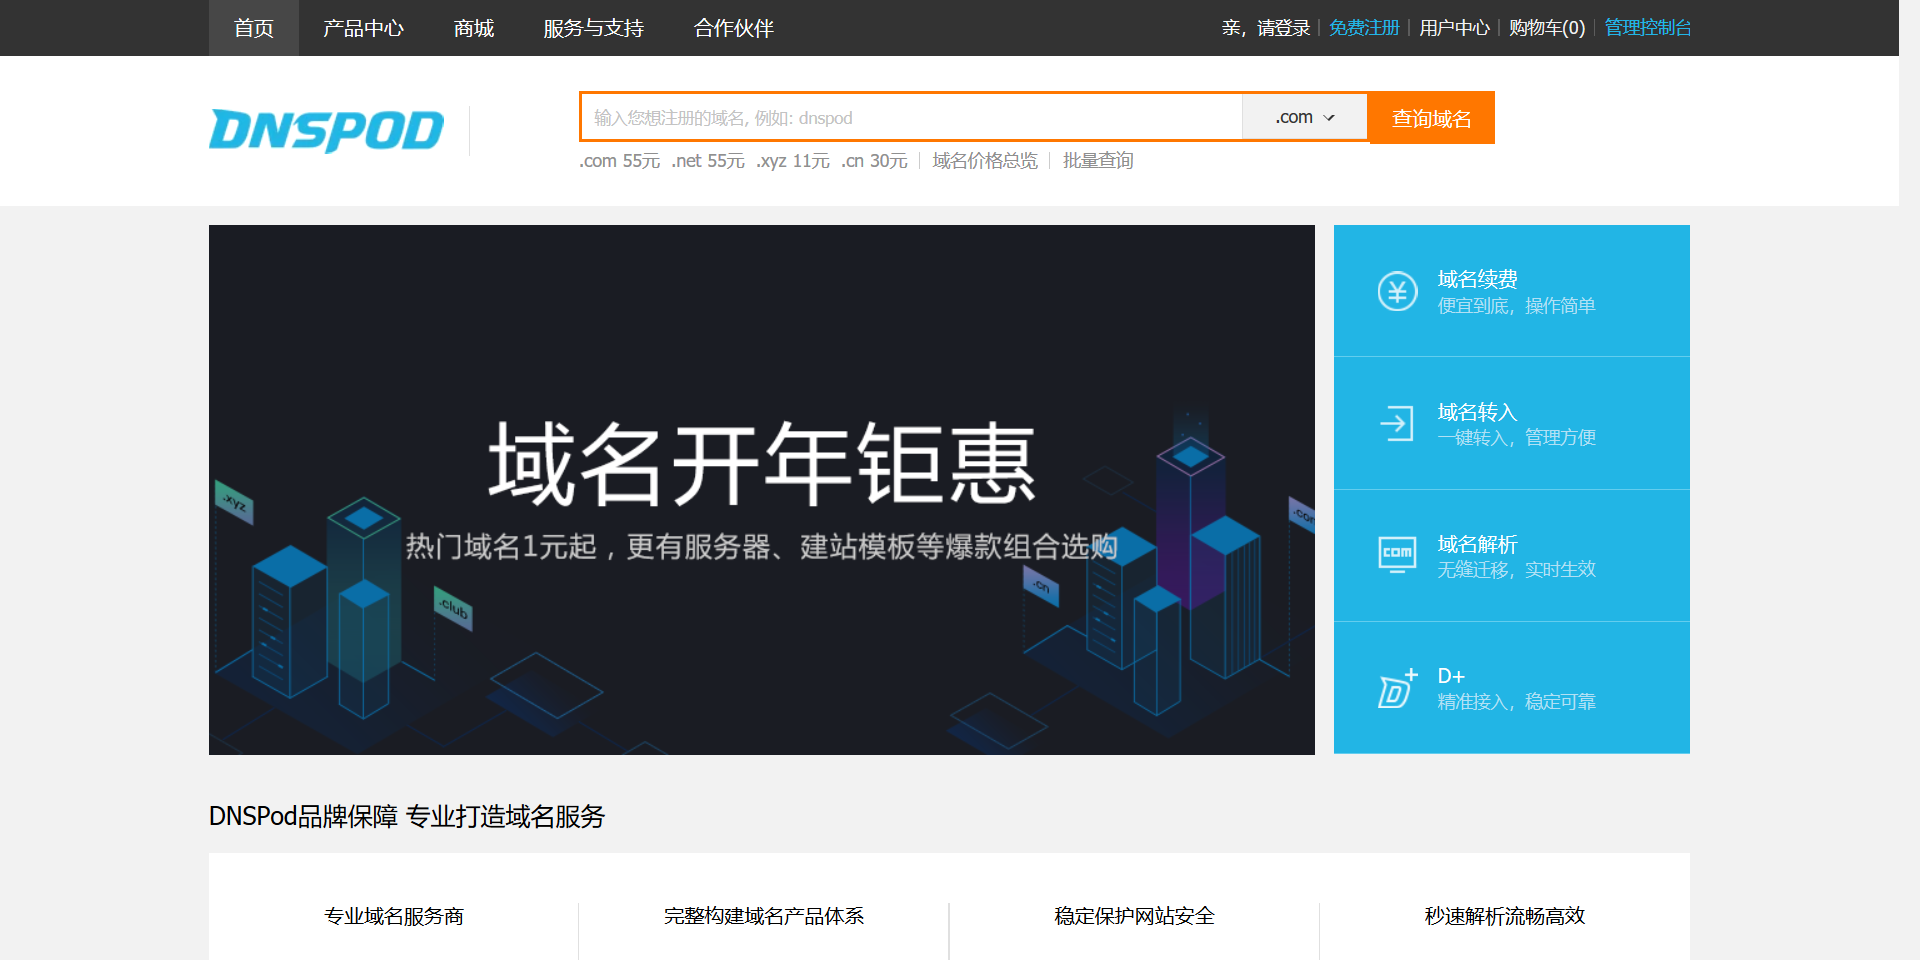 首页 产品中心 商城 服务与支持 合作伙伴 亲，请登录 免费注册 用户中心 购物车(0) 管理控制台
DNSPOD
输入您想注册的域名, 例如: dnspod .com 查询域名
.com 55元 .net 55元 .xyz 11元 .cn 30元 域名价格总览 批量查询
域名开年钜惠
热门域名1元起，更有服务器、建站模板等爆款组合选购
.xyz
.club
.cn
.com
域名续费
便宜到底，操作简单
域名转入
一键转入，管理方便
COM
域名解析
无缝迁移，实时生效
D+
D+
精准接入，稳定可靠
DNSPod品牌保障 专业打造域名服务
专业域名服务商 完整构建域名产品体系 稳定保护网站安全 秒速解析流畅高效